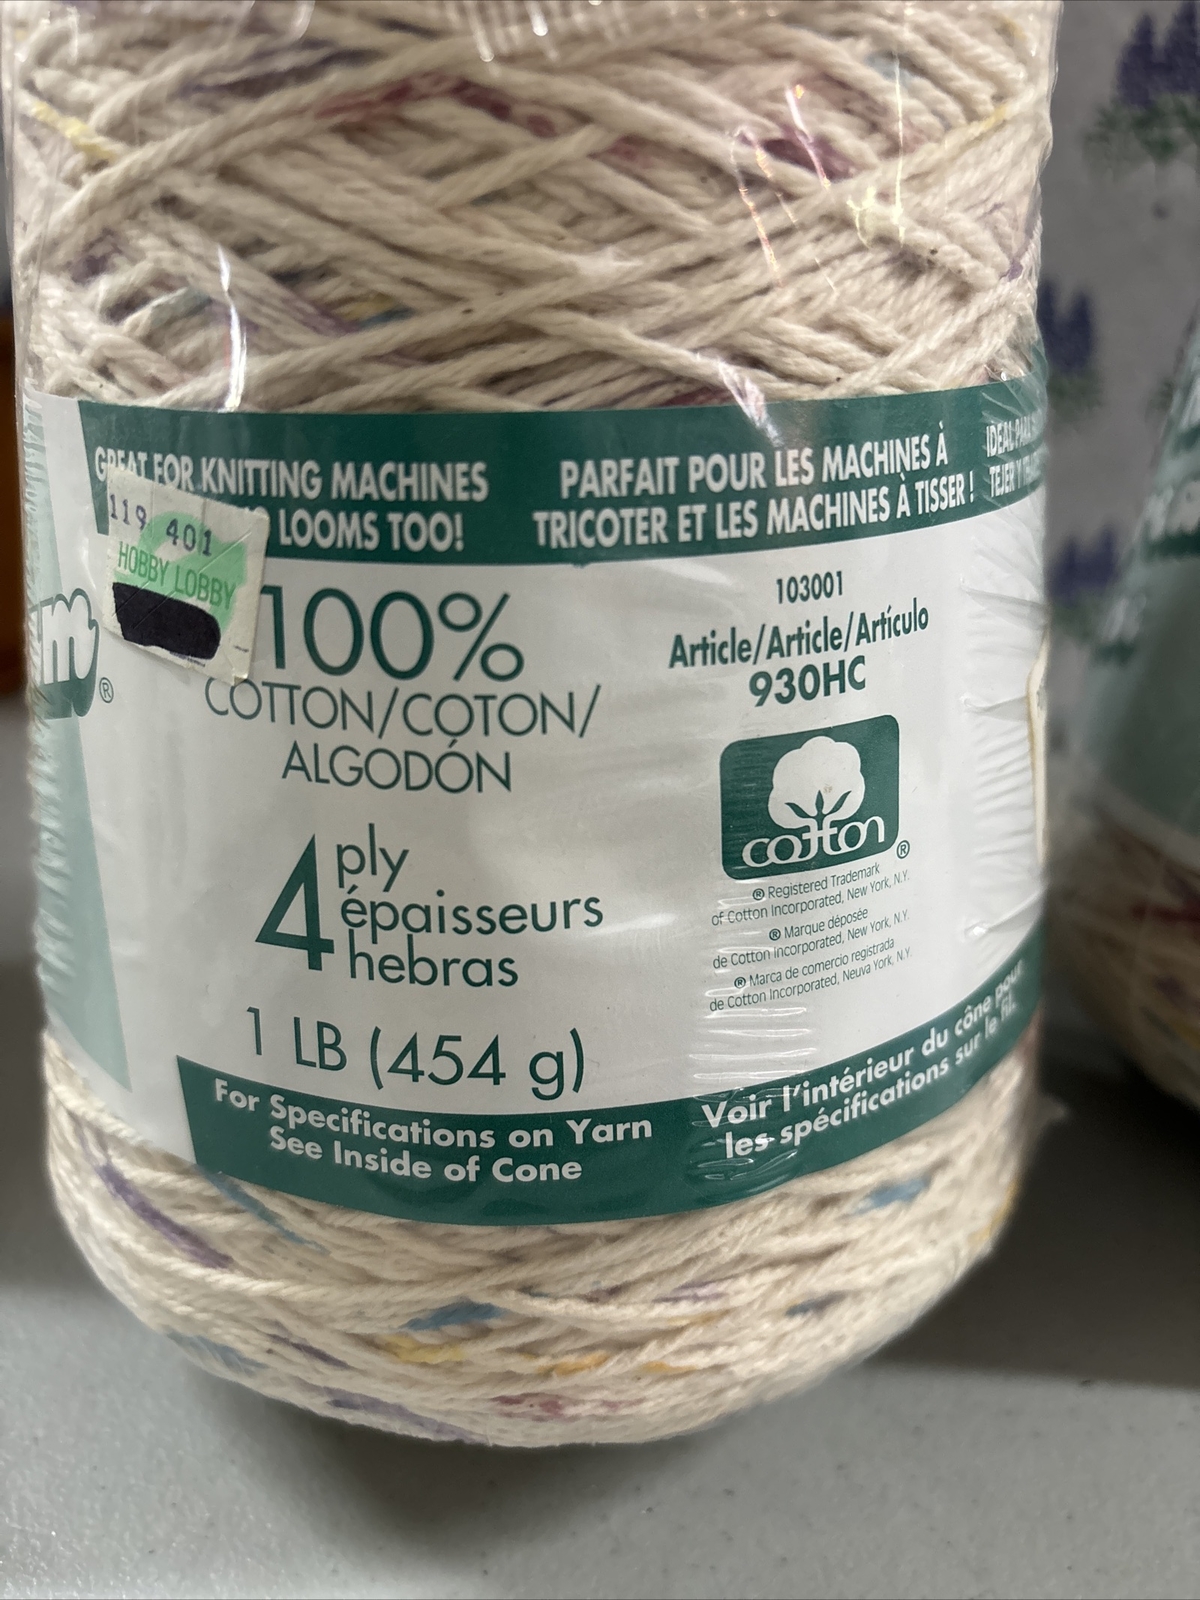 GREAT FOR KNITTING MACHINES
LOOMS TOO!
PARFAIT POUR LES MACHINES À
TRICOTER ET LES MACHINES À TISSER!
IDEAL PARA
TEJER Y
119 401
HOBBY LOBBY
m®
100%
COTTON/COTON/
ALGODÓN
4 ply
épaisseurs
hebras
1 LB (454 g)
For Specifications on Yarn
See Inside of Cone
103001
Article/Article/Artículo
930HC
cotton®
® Registered Trademark
of Cotton Incorporated, New York, N.Y.
® Marque déposée
de Cotton Incorporated, New York, N.Y.
® Marca de comercio registrada
de Cotton Incorporated, Neuva York, N.Y.
Voir l'intérieur du cône pour
les spécifications sur le fil.